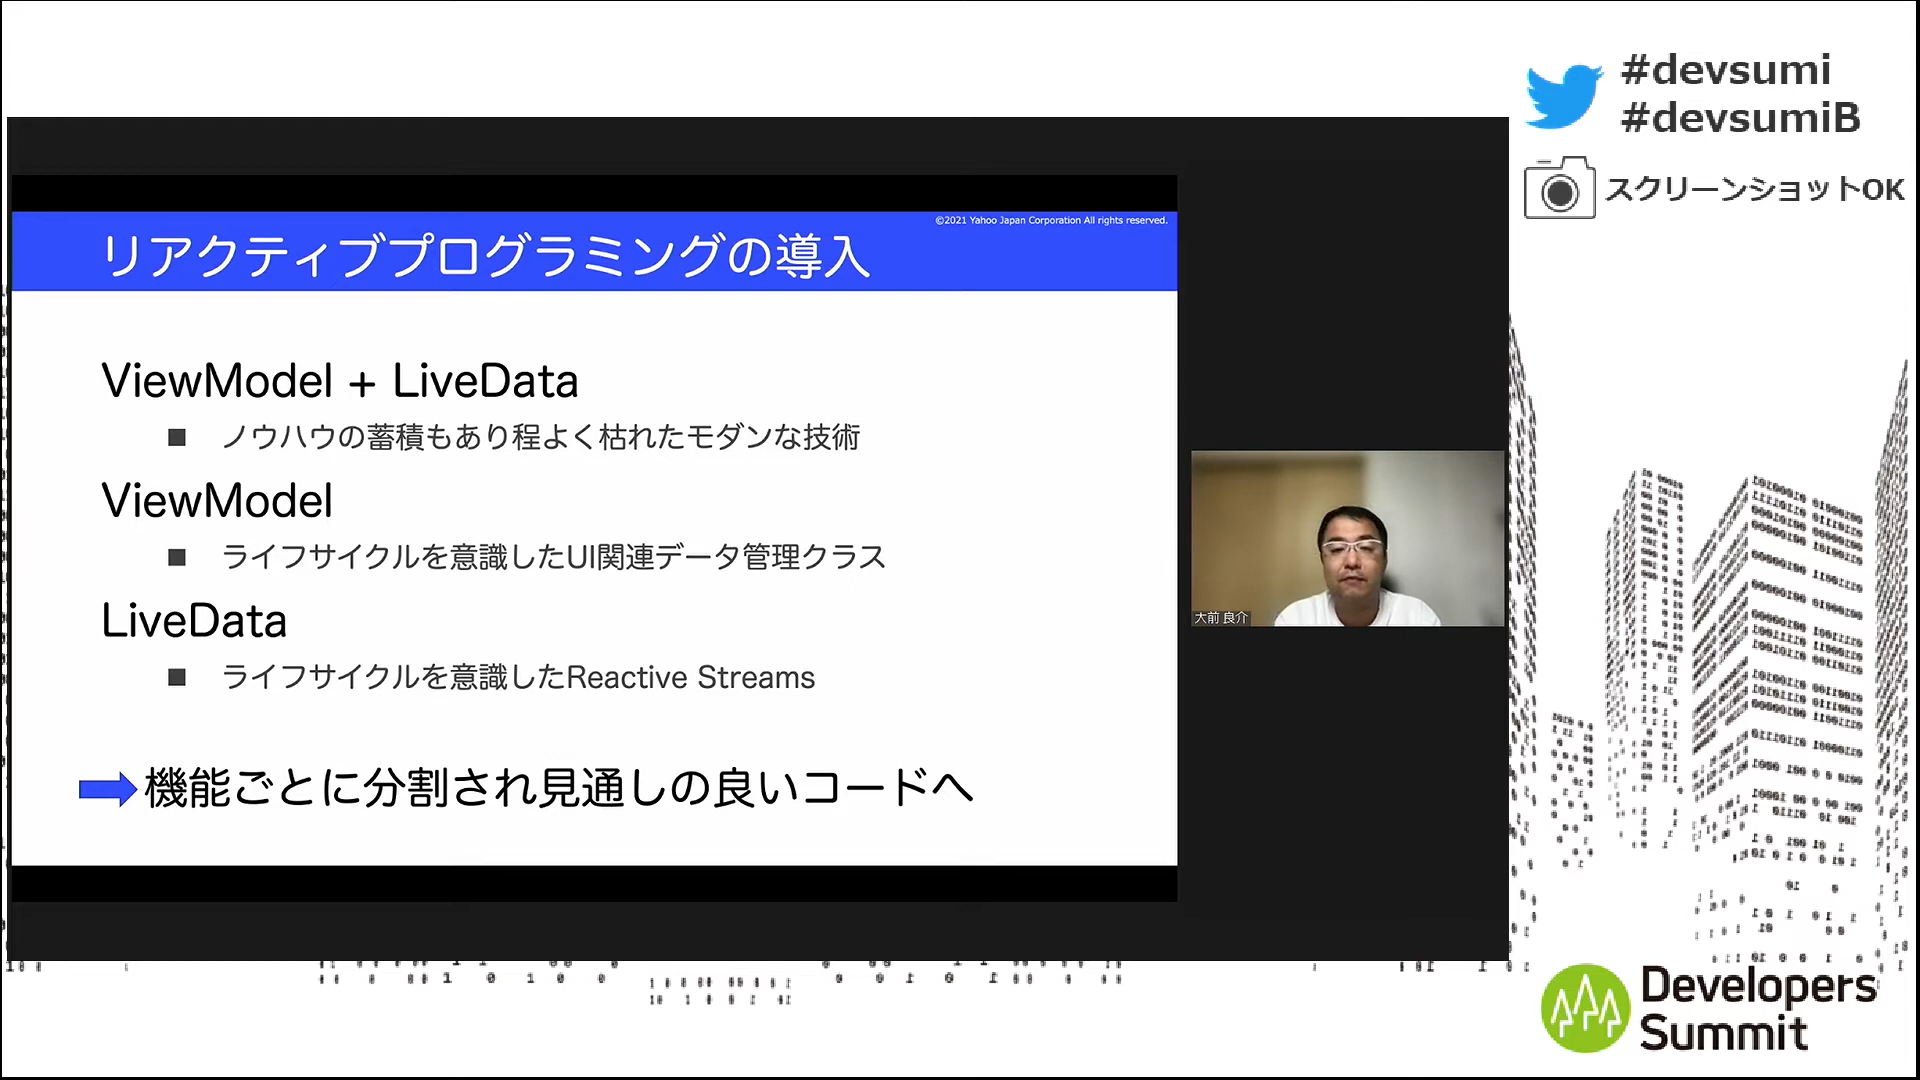 #devsumi
#devsumiB
スクリーンショットOK
©2021 Yahoo Japan Corporation All rights reserved.
リアクティブプログラミングの導入
ViewModel + LiveData
■ ノウハウの蓄積もあり程よく枯れたモダンな技術
ViewModel
■ ライフサイクルを意識したUI関連データ管理クラス
LiveData
■ ライフサイクルを意識したReactive Streams
機能ごとに分割され見通しの良いコードへ
大前 良介
Developers
Summit